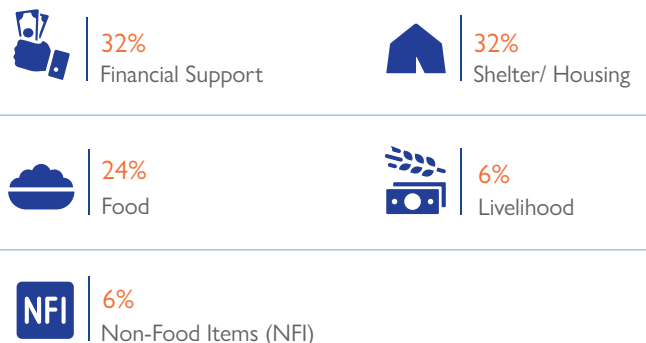 32%
Financial Support
32%
Shelter/ Housing
24%
Food
6%
Livelihood
NFI
6%
Non-Food Items (NFI)